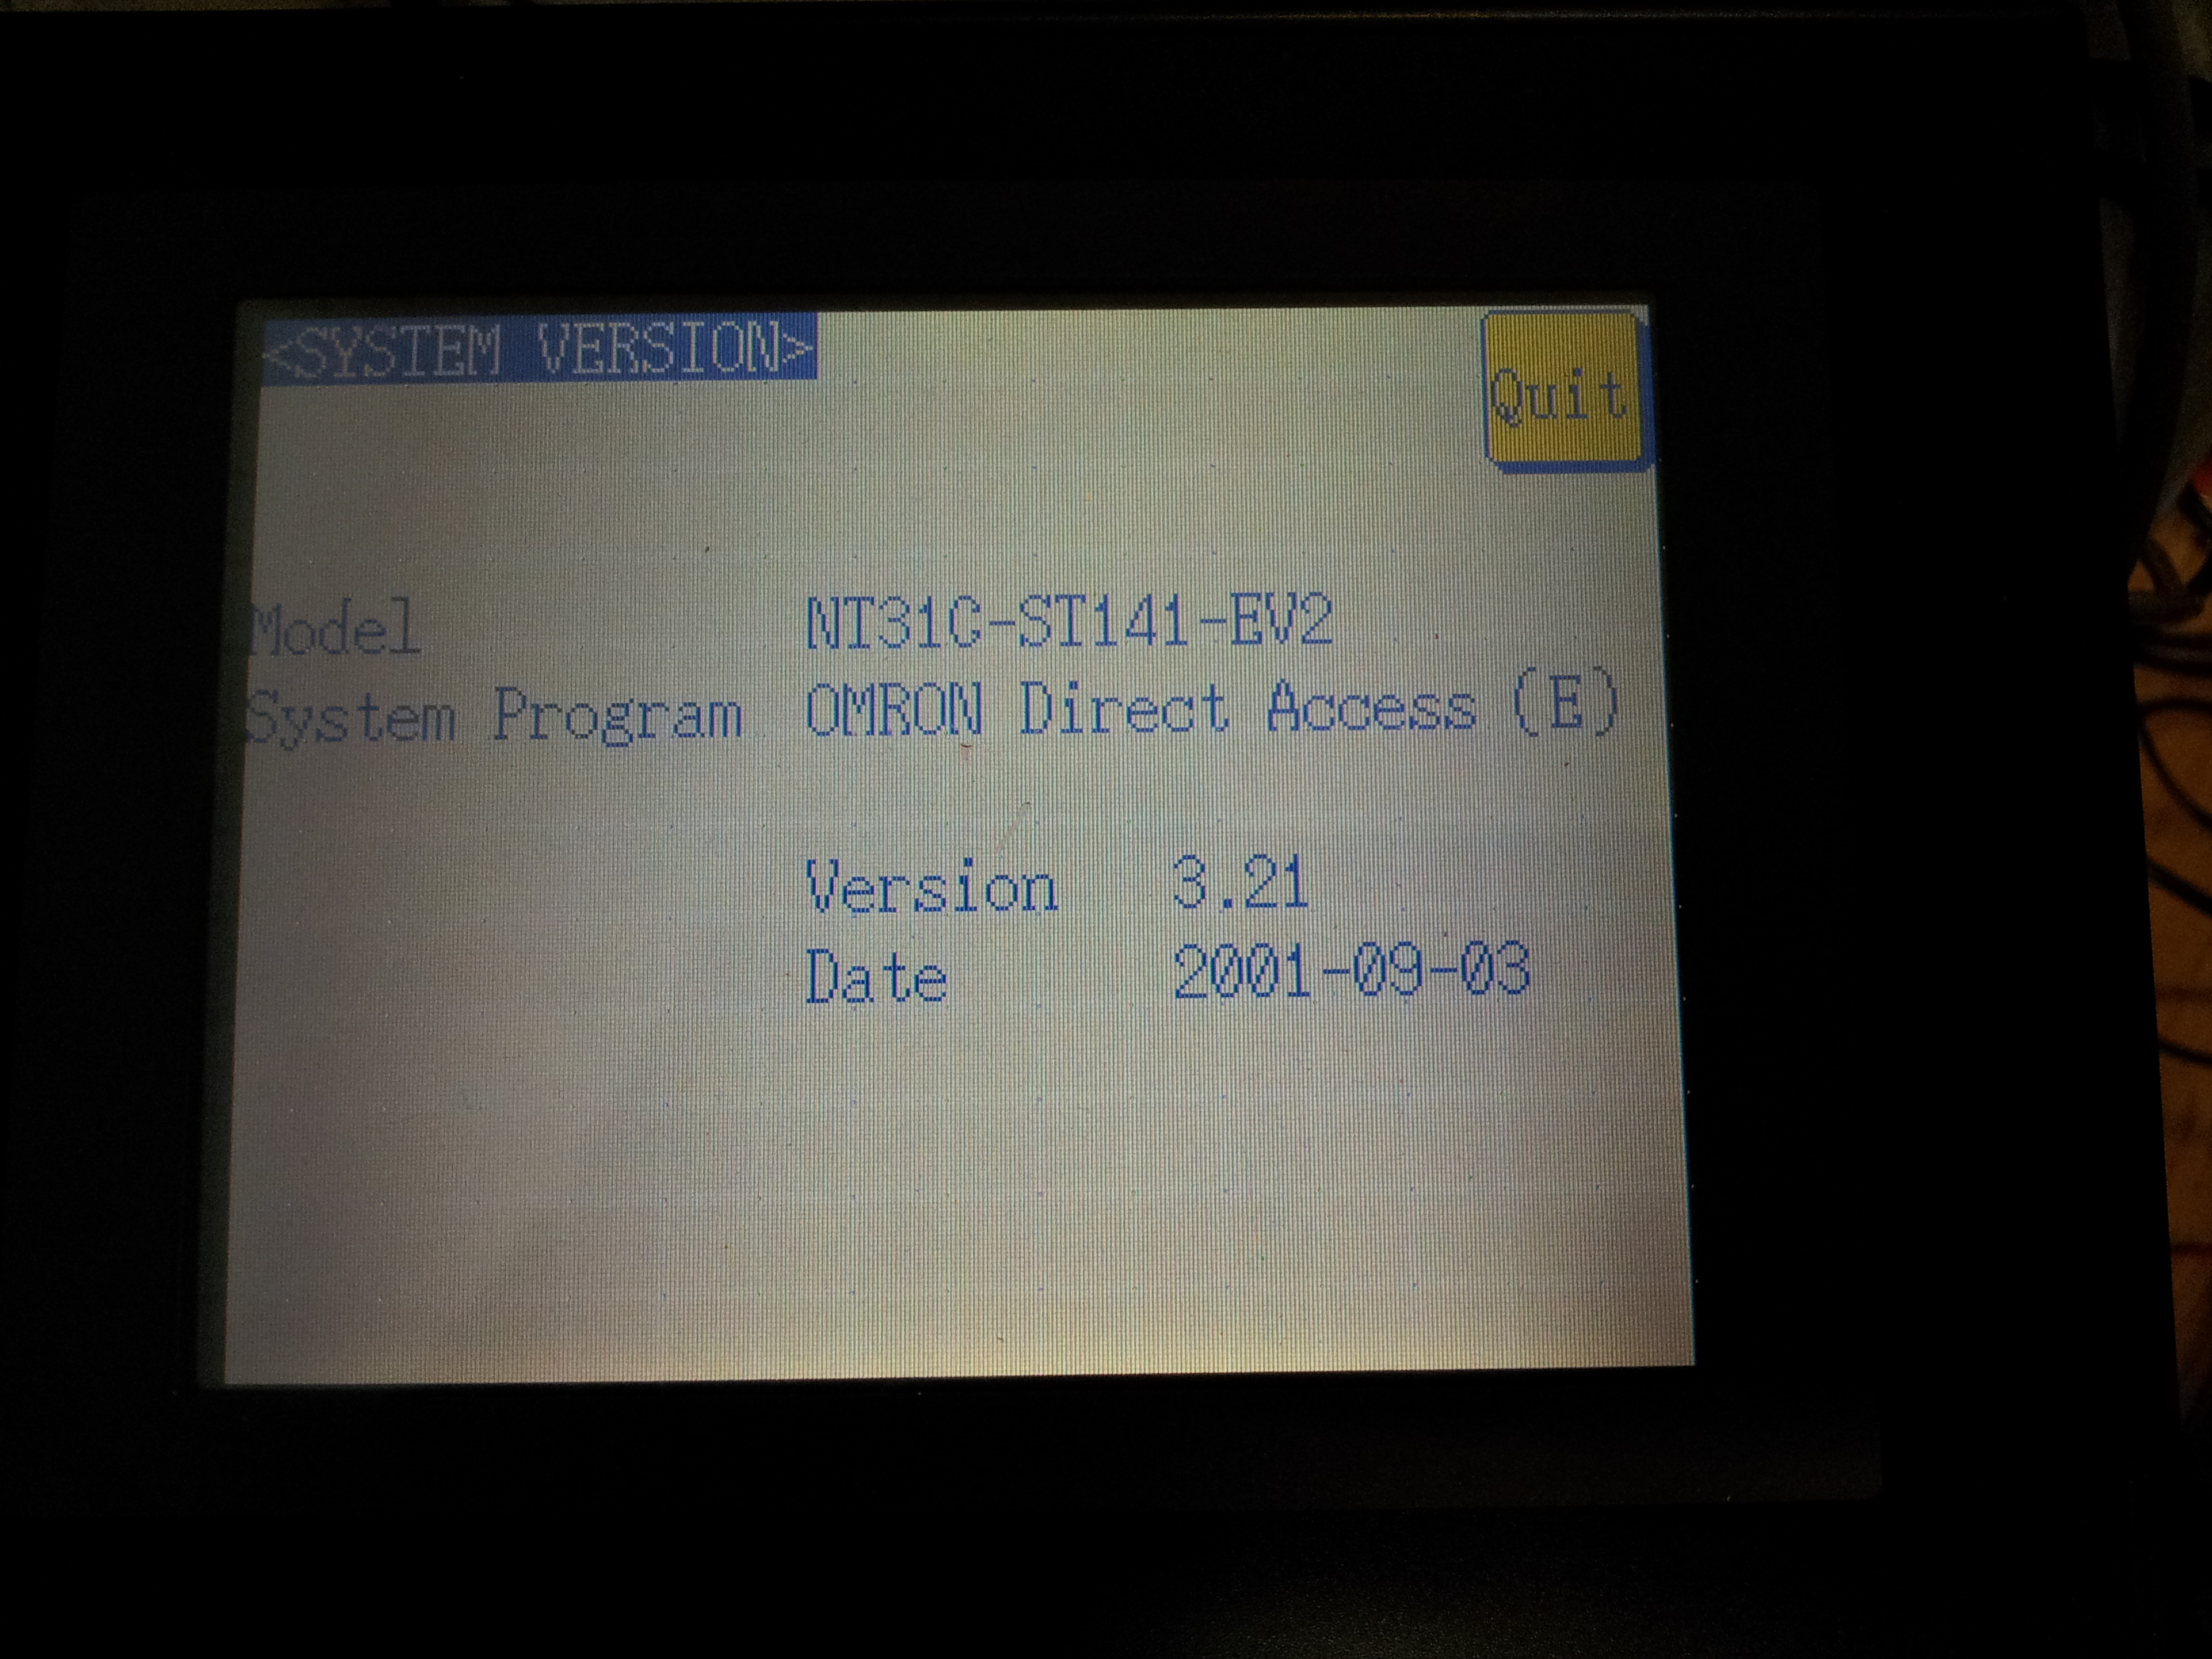 <SYSTEM VERSION>
Quit
Model NT31C-ST141-EV2
System Program OMRON Direct Access (E)
Version 3.21
Date 2001-09-03